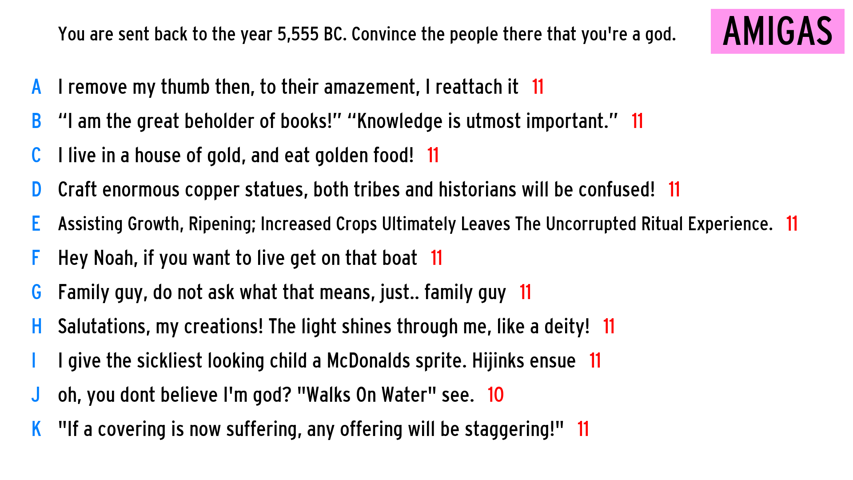 You are sent back to the year 5,555 BC. Convince the people there that you're a god.
AMIGAS
A I remove my thumb then, to their amazement, I reattach it 11
B “I am the great beholder of books!” “Knowledge is utmost important.” 11
C I live in a house of gold, and eat golden food! 11
D Craft enormous copper statues, both tribes and historians will be confused! 11
E Assisting Growth, Ripening; Increased Crops Ultimately Leaves The Uncorrupted Ritual Experience. 11
F Hey Noah, if you want to live get on that boat 11
G Family guy, do not ask what that means, just.. family guy 11
H Salutations, my creations! The light shines through me, like a deity! 11
I I give the sickliest looking child a McDonalds sprite. Hijinks ensue 11
J oh, you dont believe I'm god? "Walks On Water" see. 10
K "If a covering is now suffering, any offering will be staggering!" 11